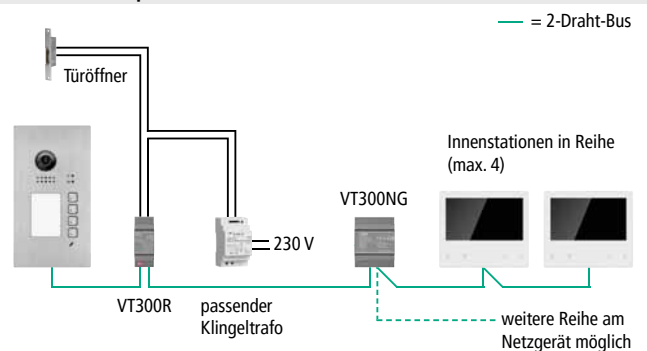 = 2-Draht-Bus
Türöffner
Innenstationen in Reihe
(max. 4)
VT300NG
230 V
VT300R
passender
Klingeltrafo
weitere Reihe am
Netzgerät möglich